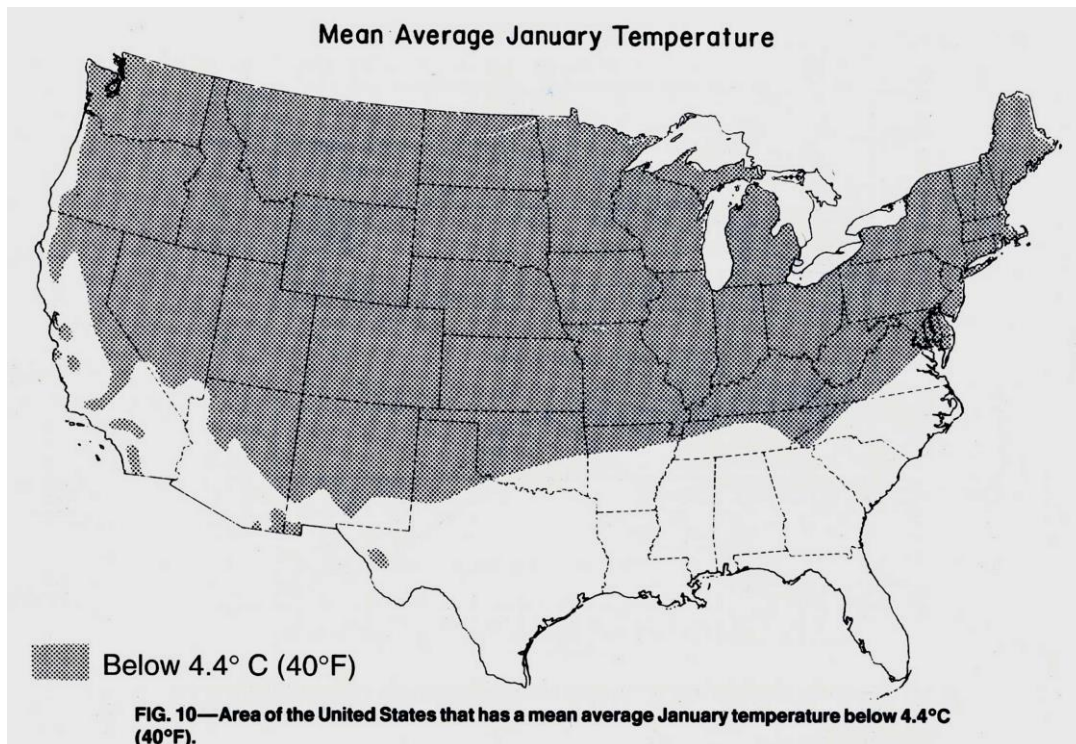 Mean Average January Temperature
Below 4.4° C (40°F)
FIG. 10—Area of the United States that has a mean average January temperature below 4.4°C
(40°F).